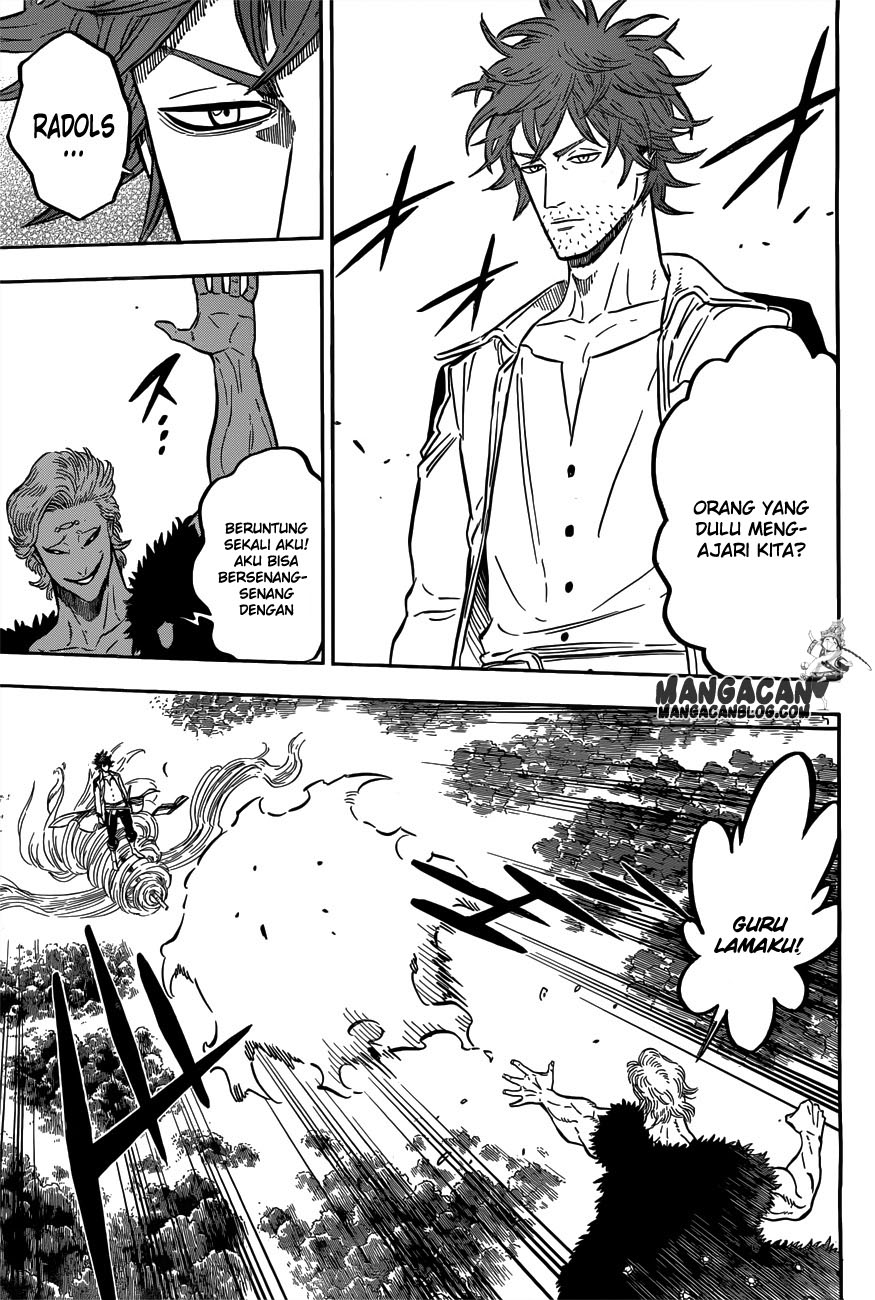 ORANG YANG
DULU MENG-
AJARI KITA?
RADOLS
...
BERUNTUNG
SEKALI AKU!
AKU BISA
BERSENANG-
SENANG
DENGAN
MANGACAN
MANGACANBLOG.COM
GURU
LAMAKU!